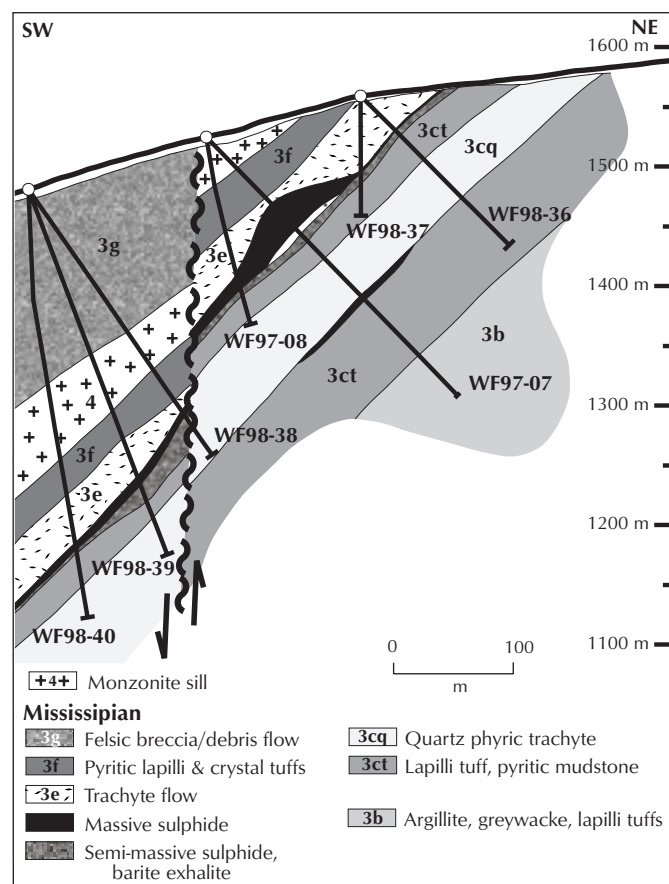 SW
NE
1600 m
1500 m
1400 m
1300 m
1200 m
1100 m
3g
3f
3e
3ct
3cq
WF98-37
WF98-36
WF97-08
3b
3ct
WF97-07
4
3f
3e
WF98-38
WF98-39
WF98-40
0 100
m
+4+ Monzonite sill
Mississipian
3g Felsic breccia/debris flow
3f Pyritic lapilli & crystal tuffs
3e Trachyte flow
Massive sulphide
Semi-massive sulphide,
barite exhalite
3cq Quartz phyric trachyte
3ct Lapilli tuff, pyritic mudstone
3b Argillite, greywacke, lapilli tuffs